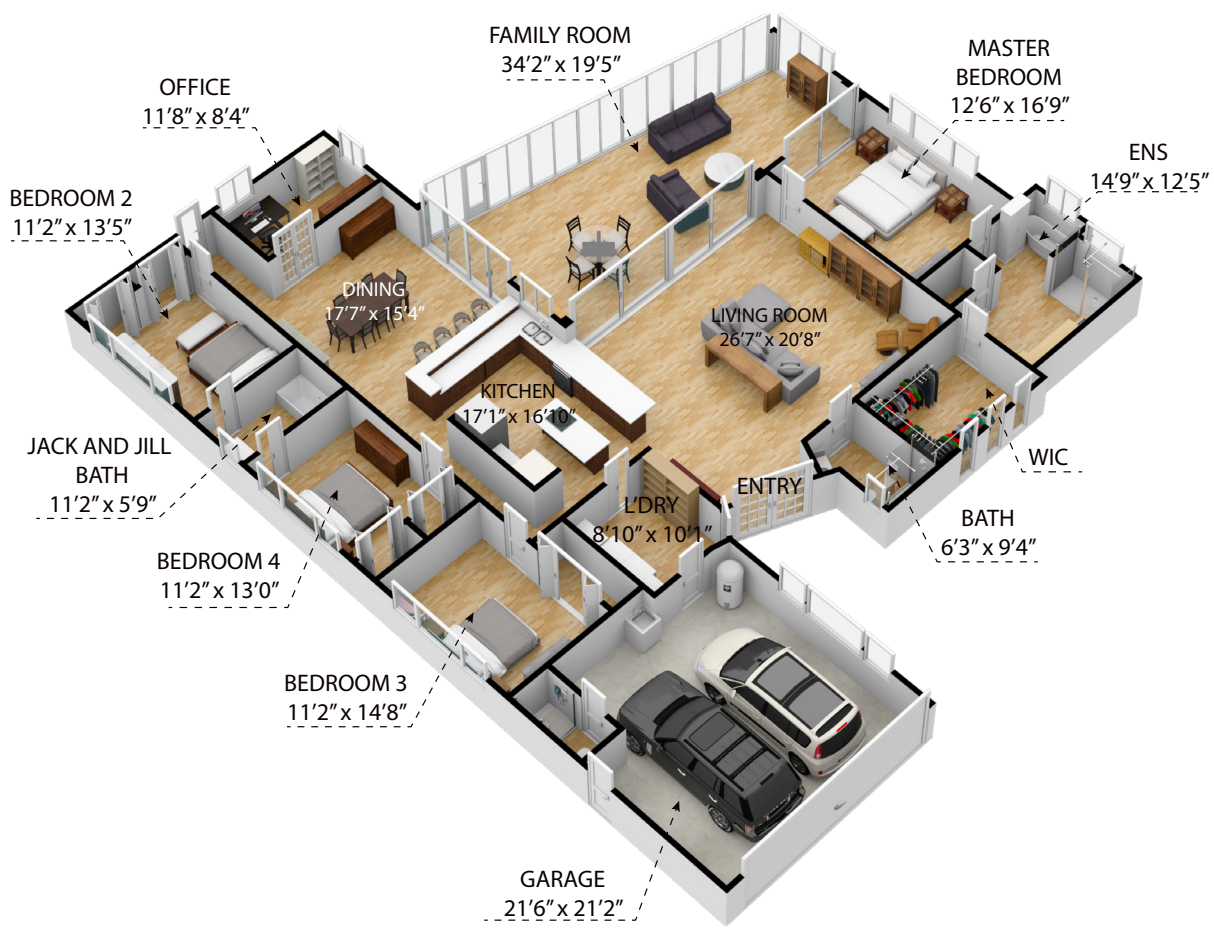 FAMILY ROOM
34’2” x 19’5”
MASTER
BEDROOM
12’6” x 16’9”
OFFICE
11’8” x 8’4”
ENS
14’9” x 12’5”
BEDROOM 2
11’2” x 13’5”
DINING
17’7” x 15’4”
LIVING ROOM
26’7” x 20’8”
KITCHEN
17’1” x 16’10”
JACK AND JILL
BATH
11’2” x 5’9”
WIC
ENTRY
L’DRY
8’10” x 10’1”
BATH
6’3” x 9’4”
BEDROOM 4
11’2” x 13’0”
BEDROOM 3
11’2” x 14’8”
GARAGE
21’6” x 21’2”